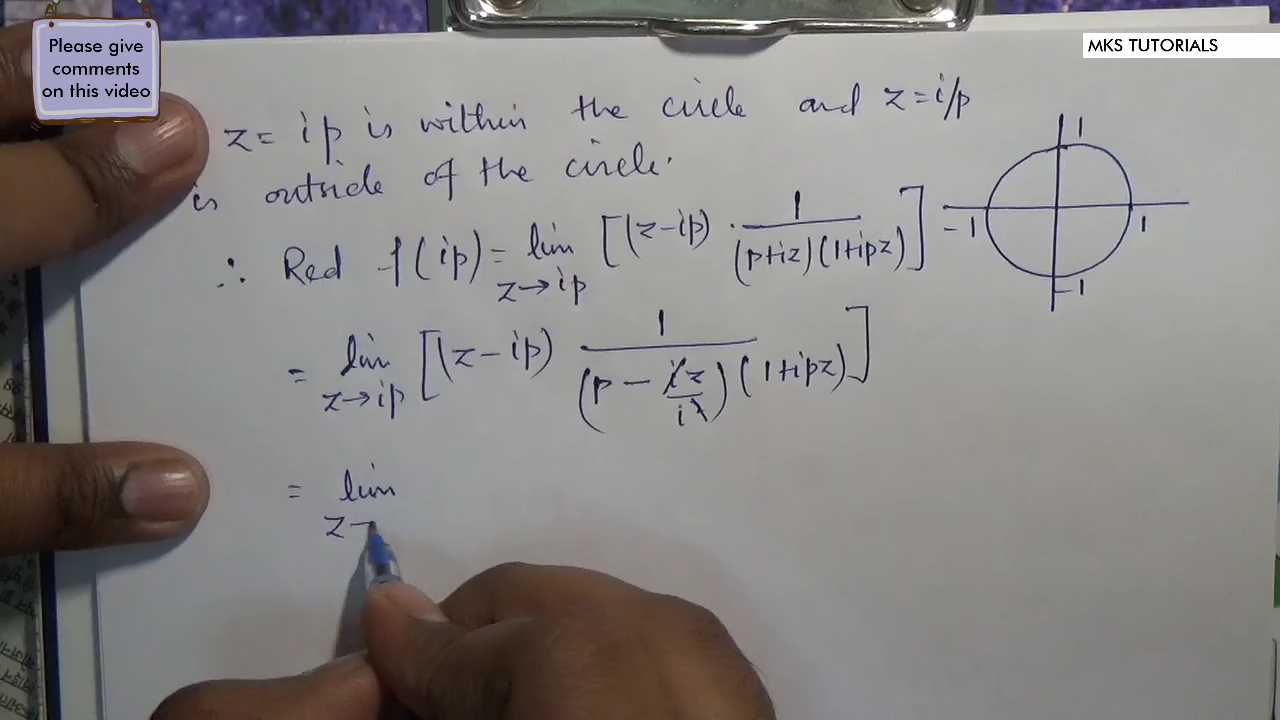 Please give
comments
on this video
MKS TUTORIALS
z = ip is within the circle and z = i/p
is outside of the circle.
∴ Red f(ip) = lim z→ip [(z-ip) · 1/((p+iz)(1+ipz))]
= lim z→ip [(z-ip) 1/((p - iz/i²)(1+ipz))]
= lim z→
1
-1
1
-1